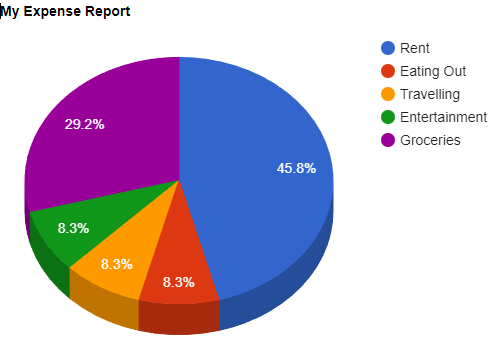 My Expense Report
Rent
Eating Out
Travelling
Entertainment
Groceries
29.2%
45.8%
8.3%
8.3%
8.3%